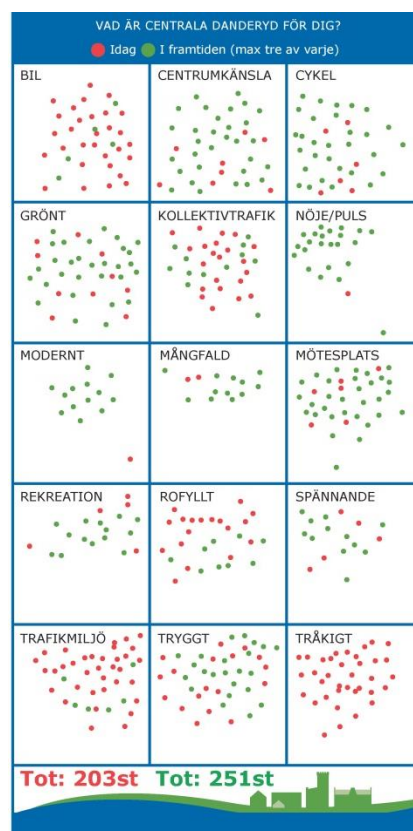 VAD ÄR CENTRALA DANDERYD FÖR DIG?
Idag I framtiden (max tre av varje)
BIL CENTRUMKÄNSLA CYKEL
GRÖNT KOLLEKTIVTRAFIK NÖJE/PULS
MODERNT MÅNGFALD MÖTESPLATS
REKREATION ROFYLLT SPÄNNANDE
TRAFIKMILJÖ TRYGGT TRÅKIGT
Tot: 203st Tot: 251st